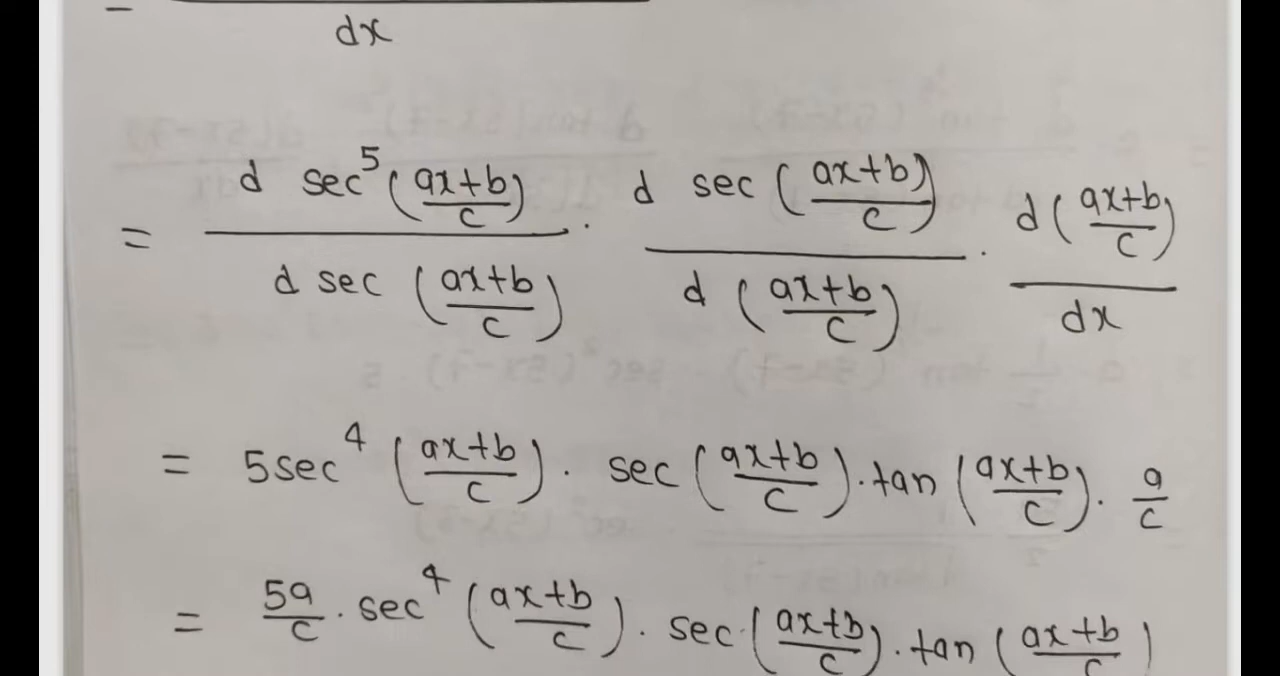 dx
= d sec^5 ((ax+b)/c) / d sec ((ax+b)/c) · d sec ((ax+b)/c) / d ((ax+b)/c) · d ((ax+b)/c) / dx
= 5sec^4 ((ax+b)/c) · sec ((ax+b)/c) · tan ((ax+b)/c) · a/c
= 5a/c · sec^4 ((ax+b)/c) · sec ((ax+b)/c) · tan ((ax+b)/c)